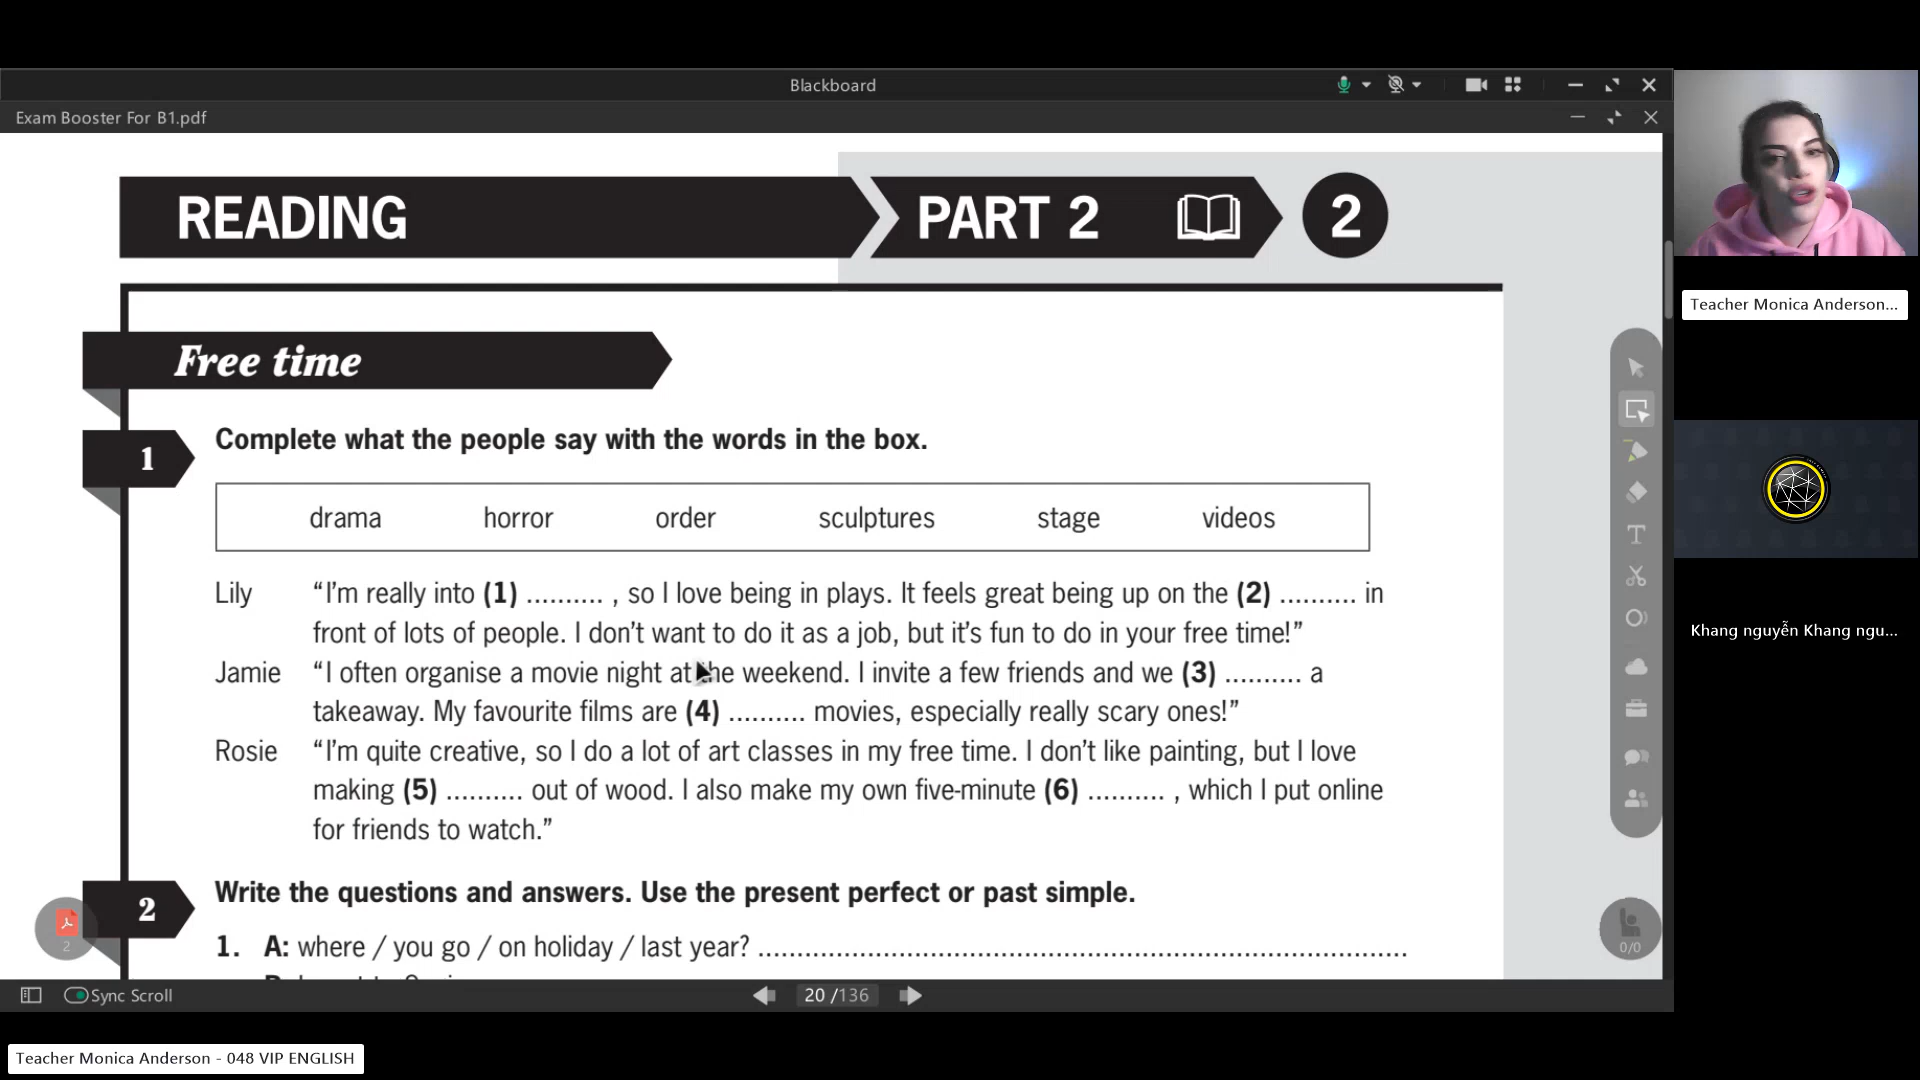 Blackboard
Exam Booster For B1.pdf
READING
PART 2
2
Free time
1
Complete what the people say with the words in the box.
drama horror order sculptures stage videos
Lily “I’m really into (1) .......... , so I love being in plays. It feels great being up on the (2) .......... in
front of lots of people. I don’t want to do it as a job, but it’s fun to do in your free time!”
Jamie “I often organise a movie night at the weekend. I invite a few friends and we (3) .......... a
takeaway. My favourite films are (4) .......... movies, especially really scary ones!”
Rosie “I’m quite creative, so I do a lot of art classes in my free time. I don’t like painting, but I love
making (5) .......... out of wood. I also make my own five-minute (6) .......... , which I put online
for friends to watch.”
2
Write the questions and answers. Use the present perfect or past simple.
1. A: where / you go / on holiday / last year? ..................................................................
2
0/0
Sync Scroll
20 /136
Teacher Monica Anderson...
Khang nguyễn Khang ngu...
Teacher Monica Anderson - 048 VIP ENGLISH